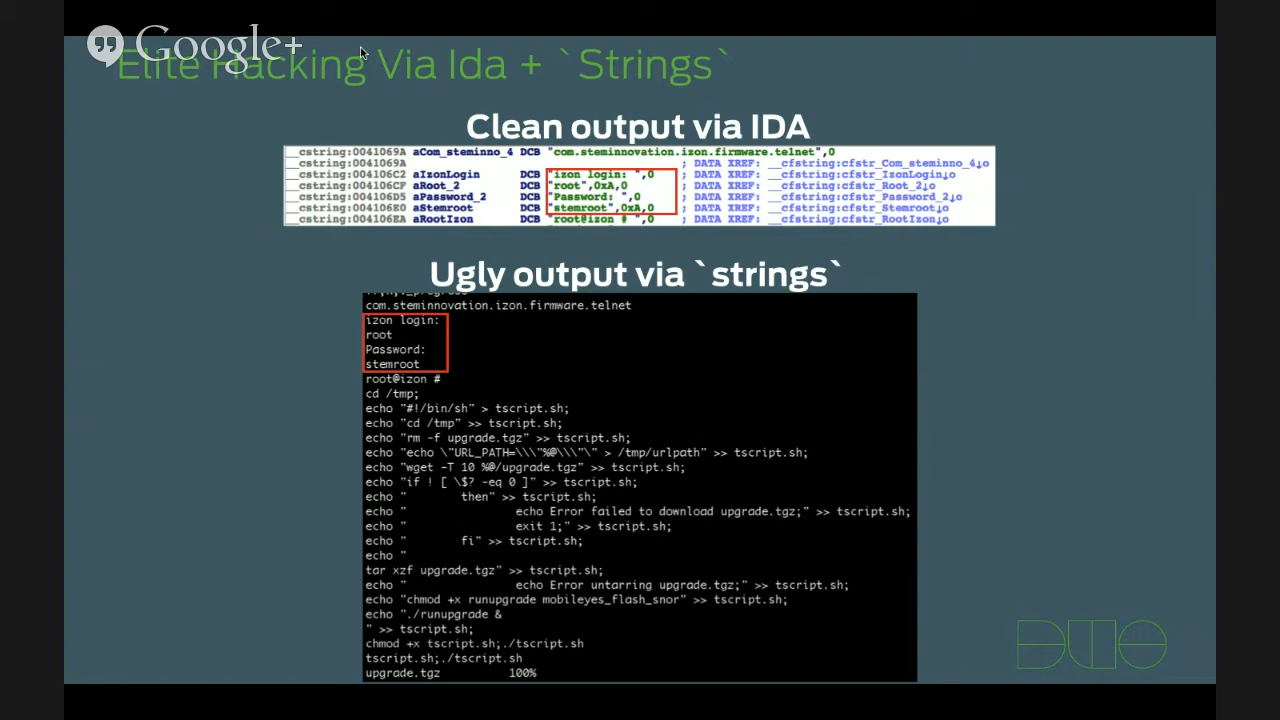 Google+
Elite Hacking Via Ida + `Strings`
Clean output via IDA
__cstring:0041069A aCom_steminno_4 DCB "com.steminnovation.izon.firmware.telnet",0
__cstring:0041069A ; DATA XREF: __cfstring:cfstr_Com_steminno_4↓o
__cstring:004106C2 aIzonLogin DCB "izon login: ",0 ; DATA XREF: __cfstring:cfstr_IzonLogin↓o
__cstring:004106CF aRoot_2 DCB "root",0xA,0 ; DATA XREF: __cfstring:cfstr_Root_2↓o
__cstring:004106D5 aPassword_2 DCB "Password: ",0 ; DATA XREF: __cfstring:cfstr_Password_2↓o
__cstring:004106E0 aStemroot DCB "stemroot",0xA,0 ; DATA XREF: __cfstring:cfstr_Stemroot↓o
__cstring:004106EA aRootIzon DCB "root@izon # ",0 ; DATA XREF: __cfstring:cfstr_RootIzon↓o
Ugly output via `strings`
com.steminnovation.izon.firmware.telnet
izon login:
root
Password:
stemroot
root@izon #
cd /tmp;
echo "#!/bin/sh" > tscript.sh;
echo "cd /tmp" >> tscript.sh;
echo "rm -f upgrade.tgz" >> tscript.sh;
echo "echo \"URL_PATH=\\\"%@\\\"\" > /tmp/urlpath" >> tscript.sh;
echo "wget -T 10 %@/upgrade.tgz" >> tscript.sh;
echo "if ! [ \$? -eq 0 ]" >> tscript.sh;
echo " then" >> tscript.sh;
echo " echo Error failed to download upgrade.tgz;" >> tscript.sh;
echo " exit 1;" >> tscript.sh;
echo " fi" >> tscript.sh;
echo "
tar xzf upgrade.tgz" >> tscript.sh;
echo " echo Error untarring upgrade.tgz;" >> tscript.sh;
echo "chmod +x runupgrade mobileyes_flash_snor" >> tscript.sh;
echo "./runupgrade &
" >> tscript.sh;
chmod +x tscript.sh;./tscript.sh
tscript.sh;./tscript.sh
upgrade.tgz 100%
DUO